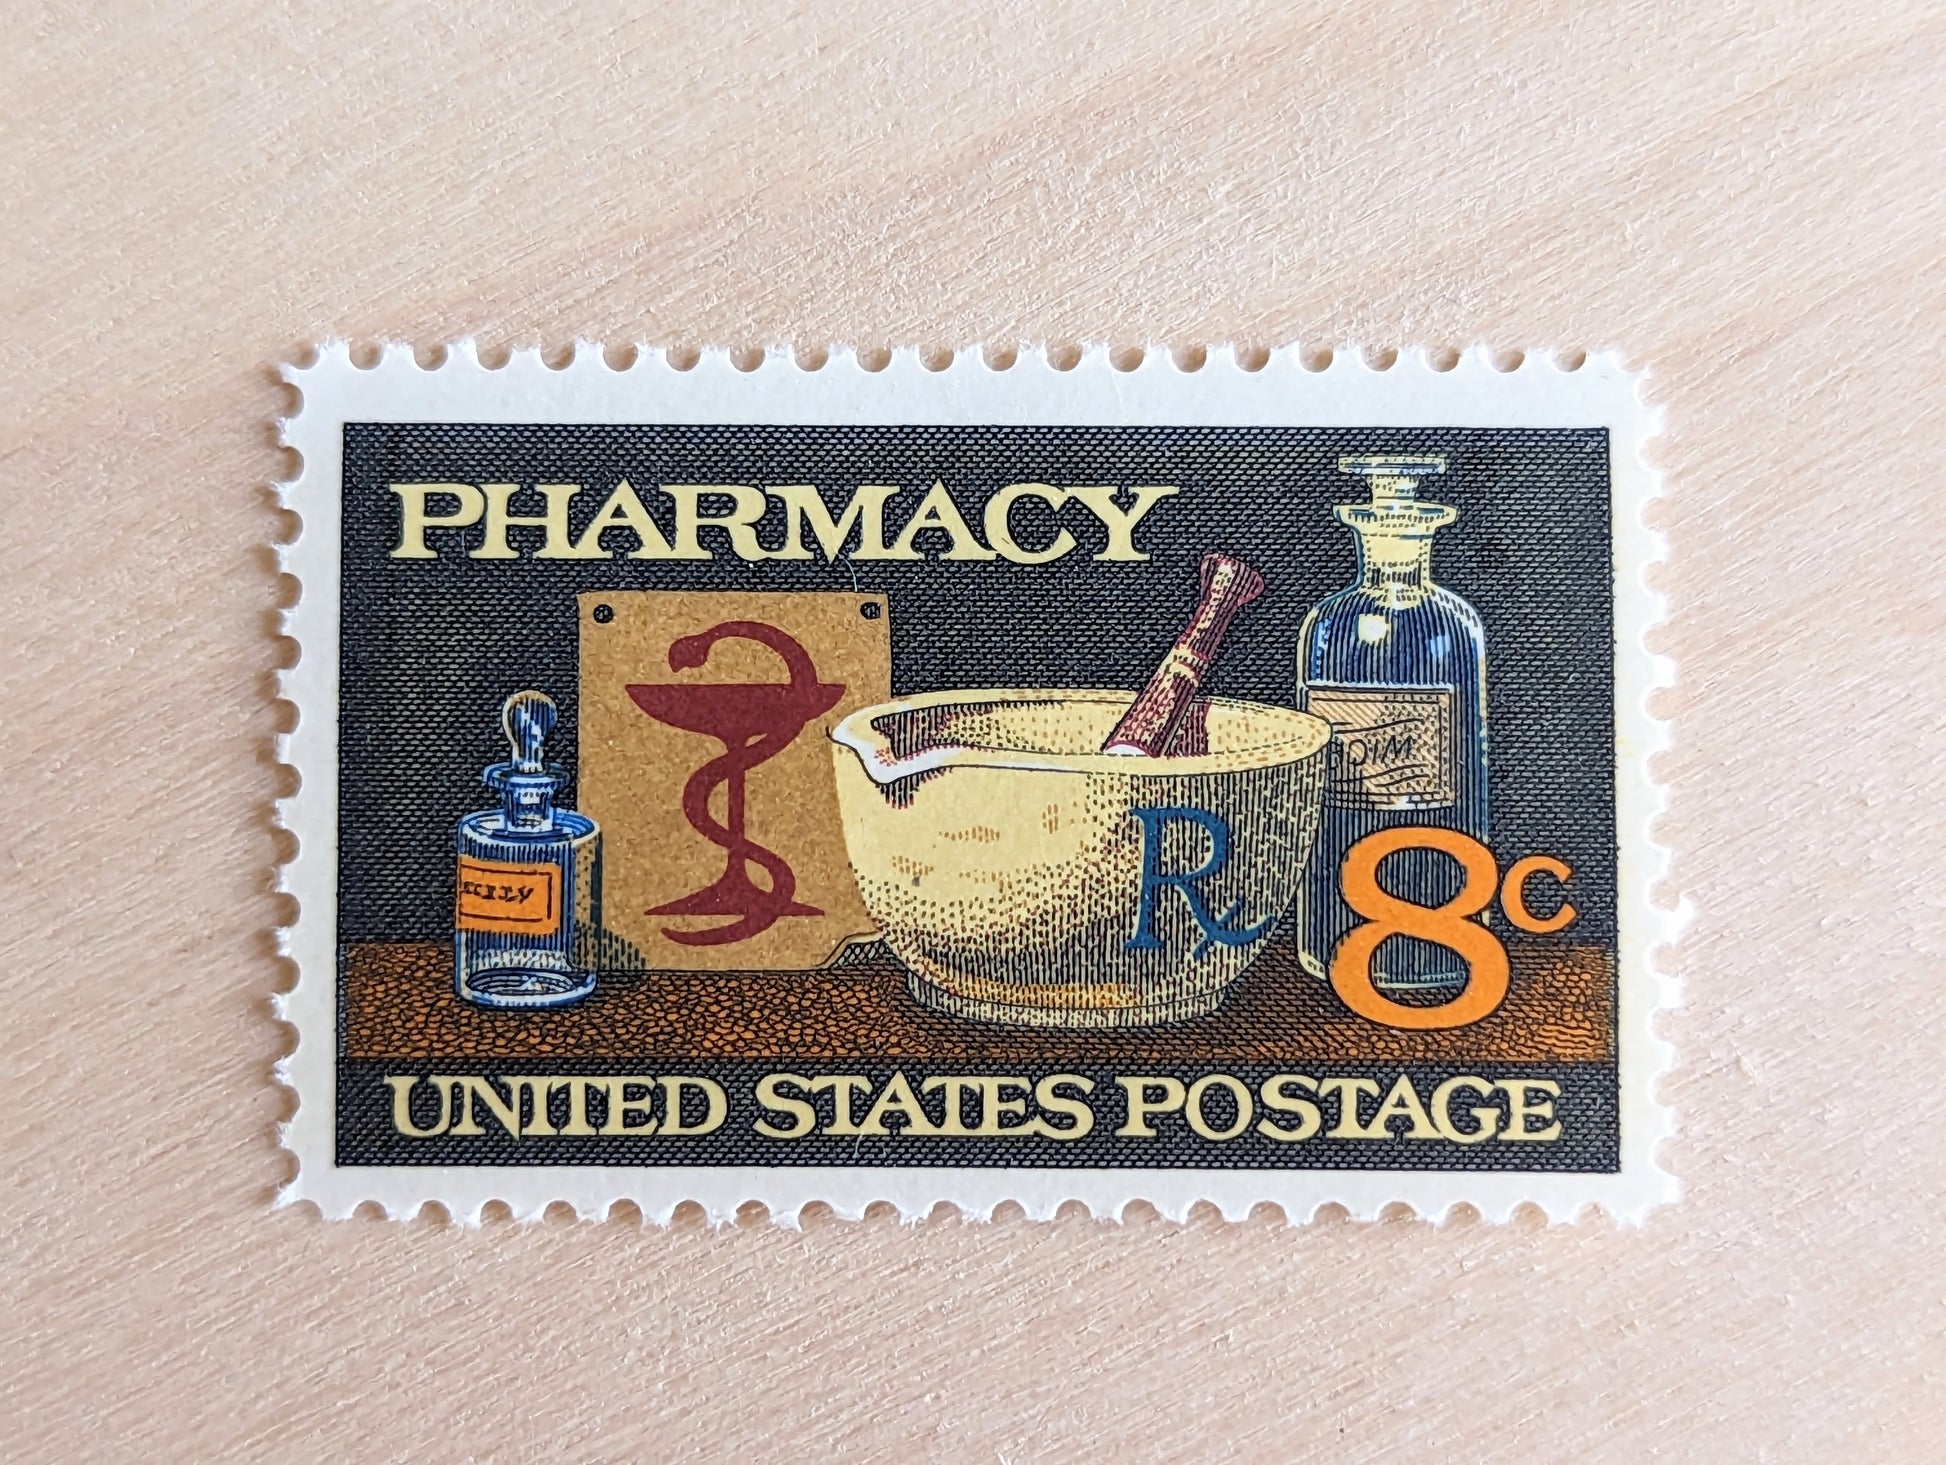 PHARMACY
℞
8c
UNITED STATES POSTAGE